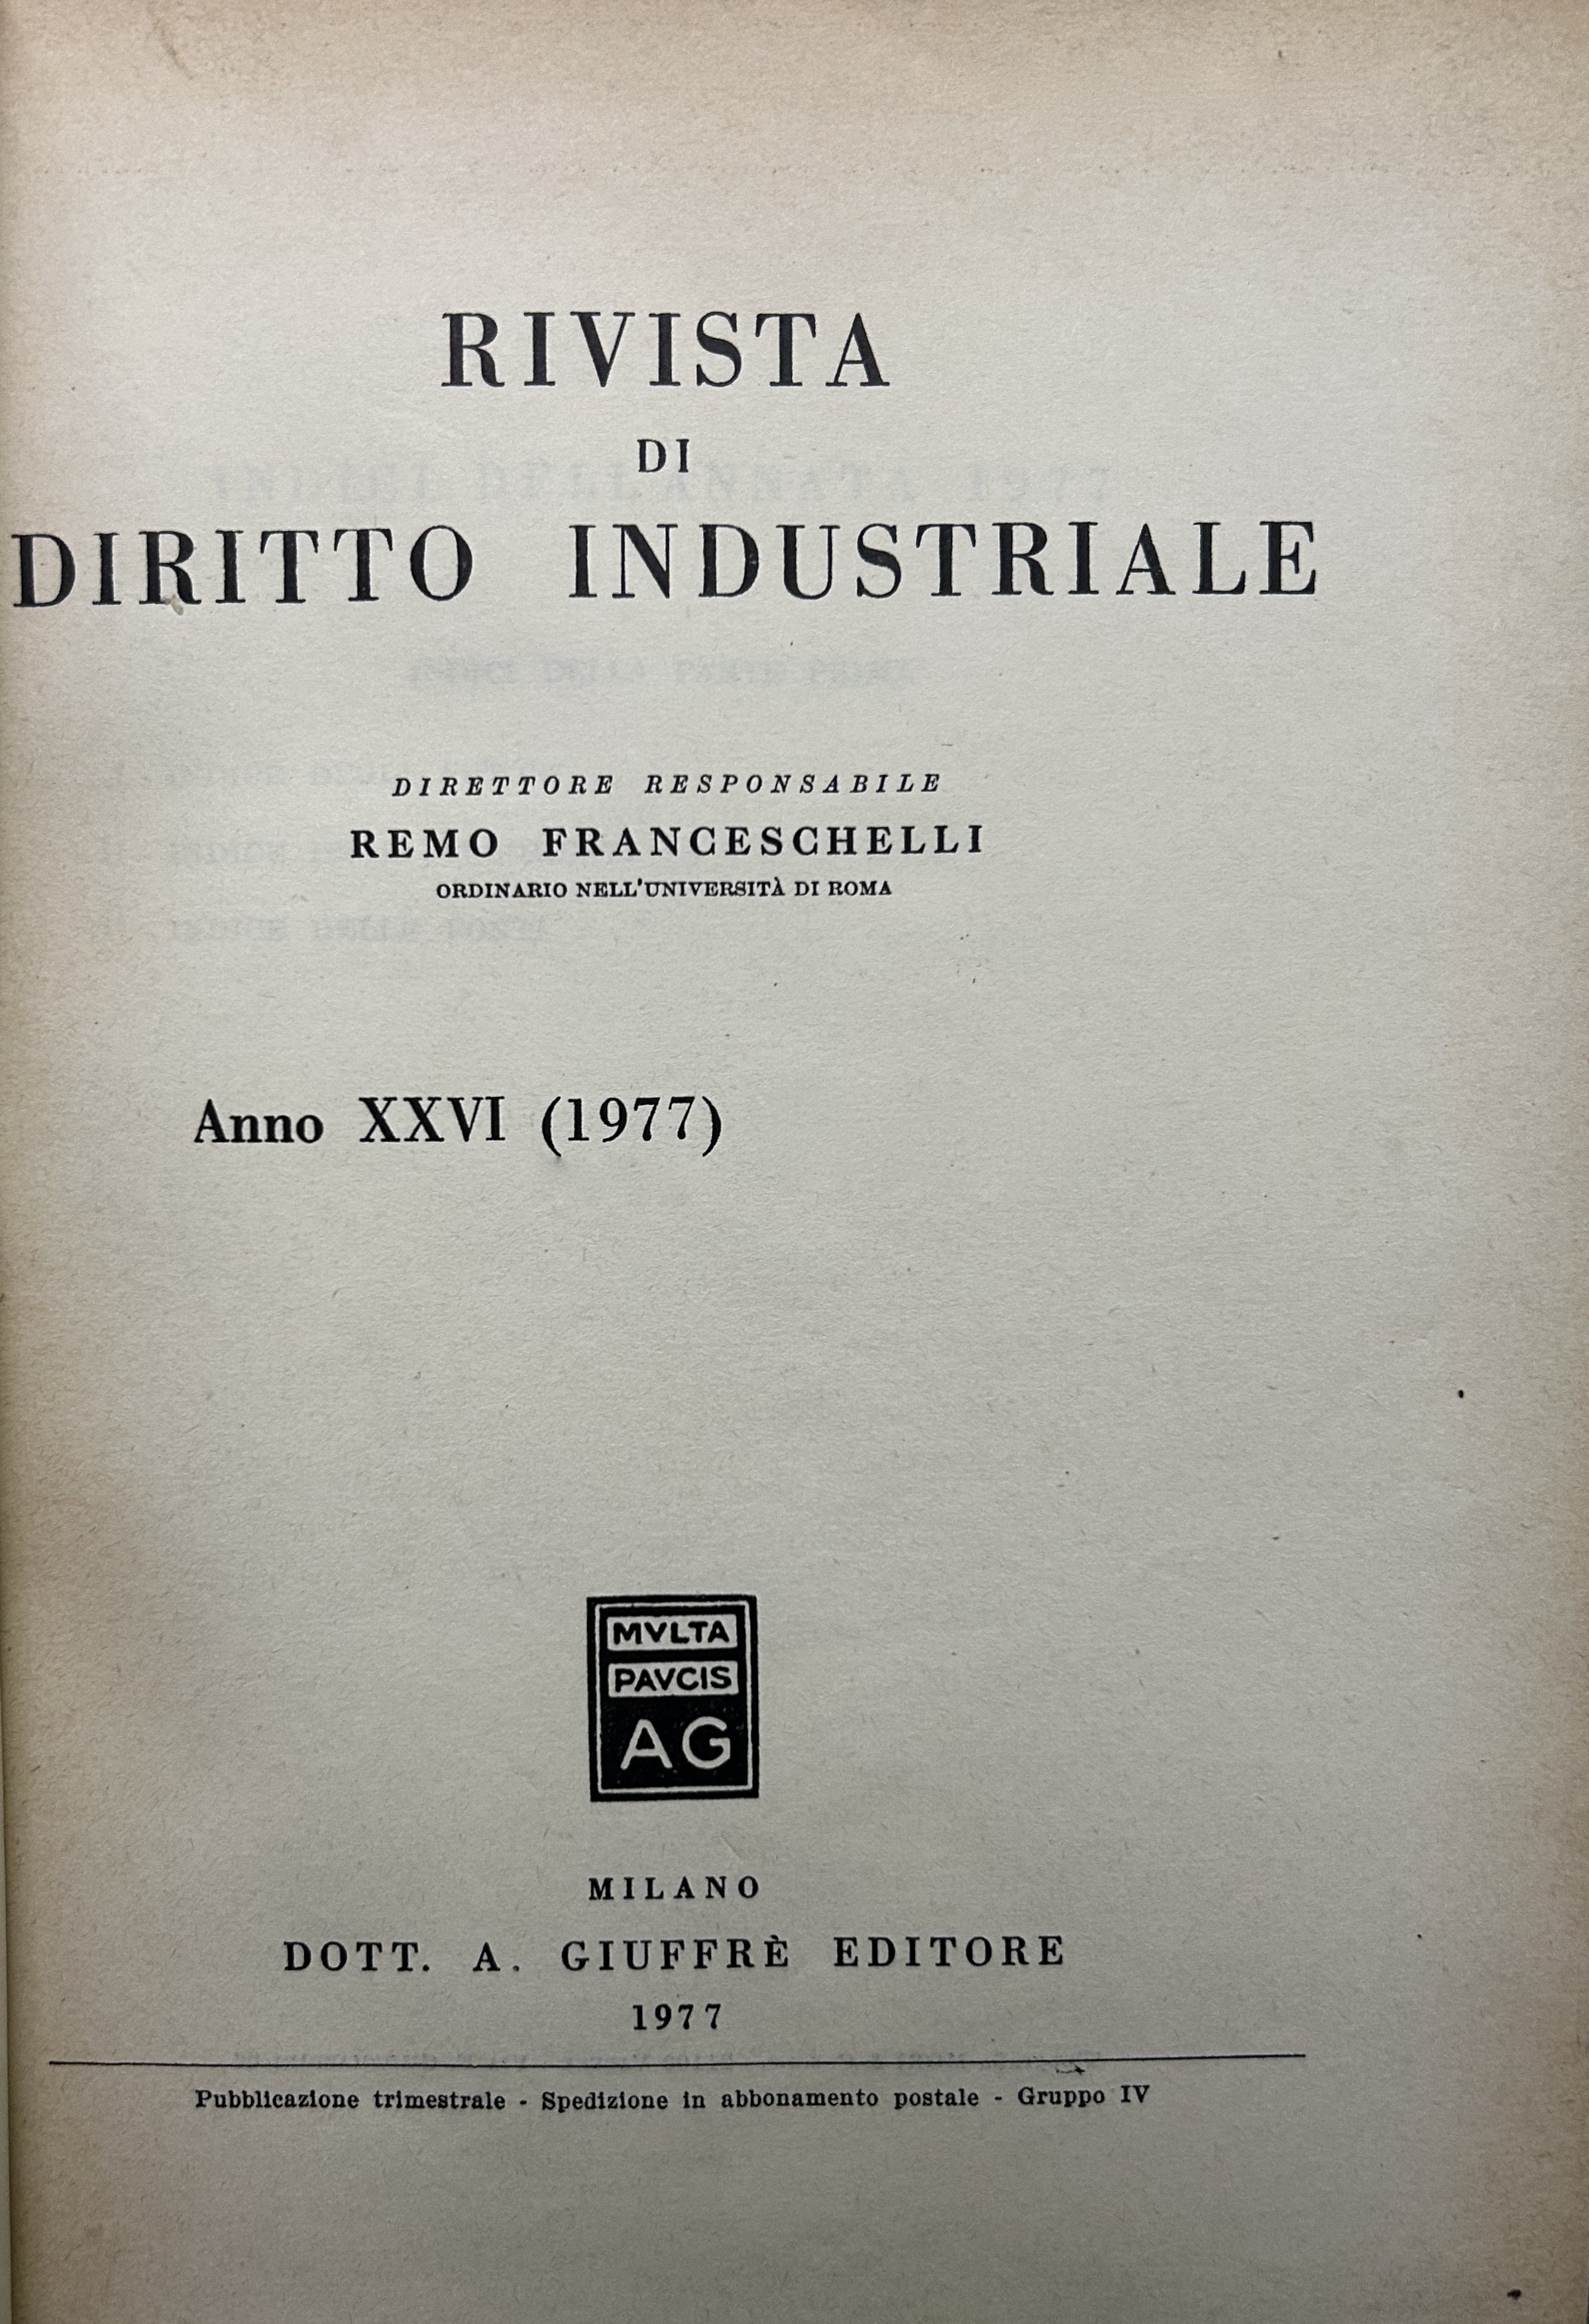 RIVISTA
DI
DIRITTO INDUSTRIALE
DIRETTORE RESPONSABILE
REMO FRANCESCHELLI
ORDINARIO NELL'UNIVERSITÀ DI ROMA
Anno XXVI (1977)
MVLTA
PAVCIS
AG
MILANO
DOTT. A. GIUFFRÈ EDITORE
1977
Pubblicazione trimestrale - Spedizione in abbonamento postale - Gruppo IV